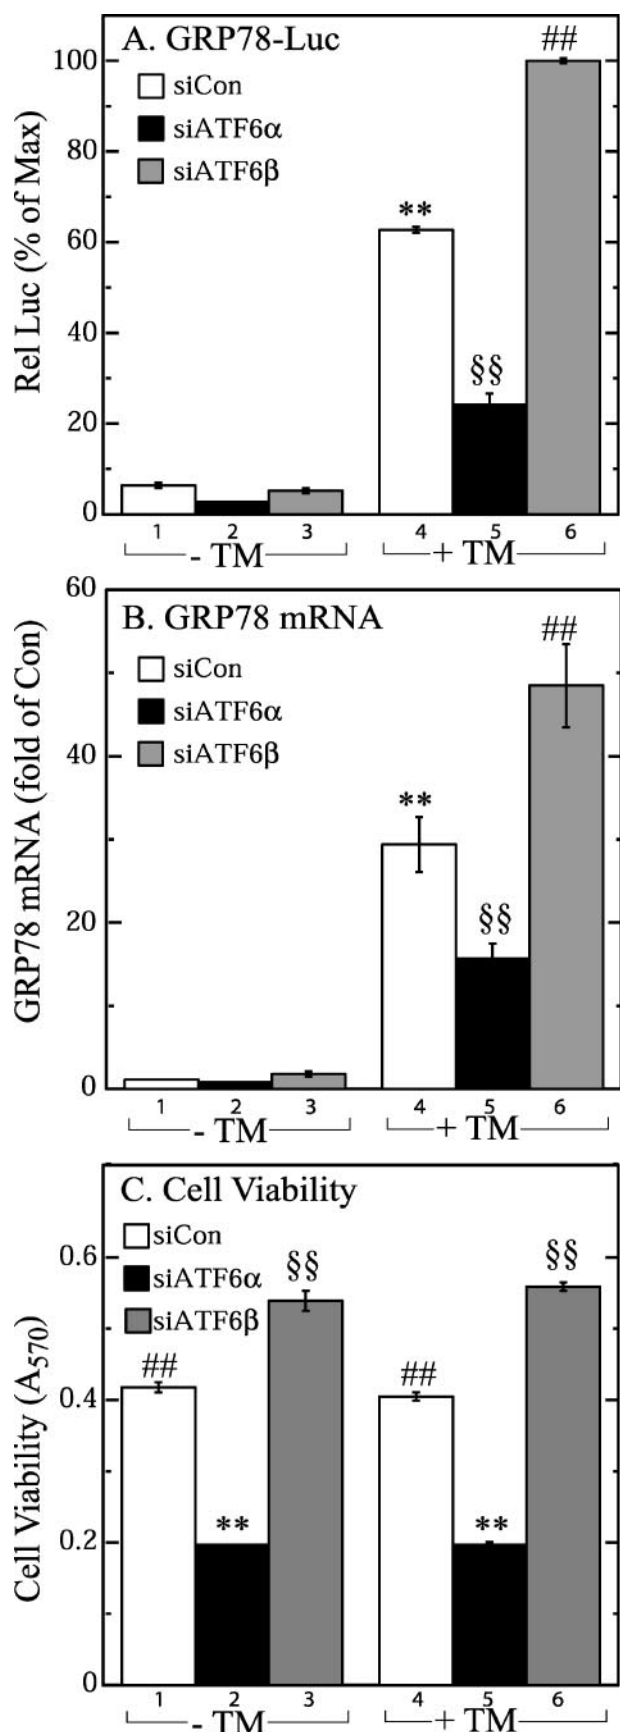 A. GRP78-Luc
siCon
siATF6α
siATF6β
Rel Luc (% of Max)
100
80
60
40
20
0
**
§§
##
1 2 3 4 5 6
- TM + TM
B. GRP78 mRNA
siCon
siATF6α
siATF6β
GRP78 mRNA (fold of Con)
60
40
20
0
**
§§
##
1 2 3 4 5 6
- TM + TM
C. Cell Viability
siCon
siATF6α
siATF6β
Cell Viability (A570)
0.6
0.4
0.2
0
##
**
§§
##
**
§§
1 2 3 4 5 6
- TM + TM